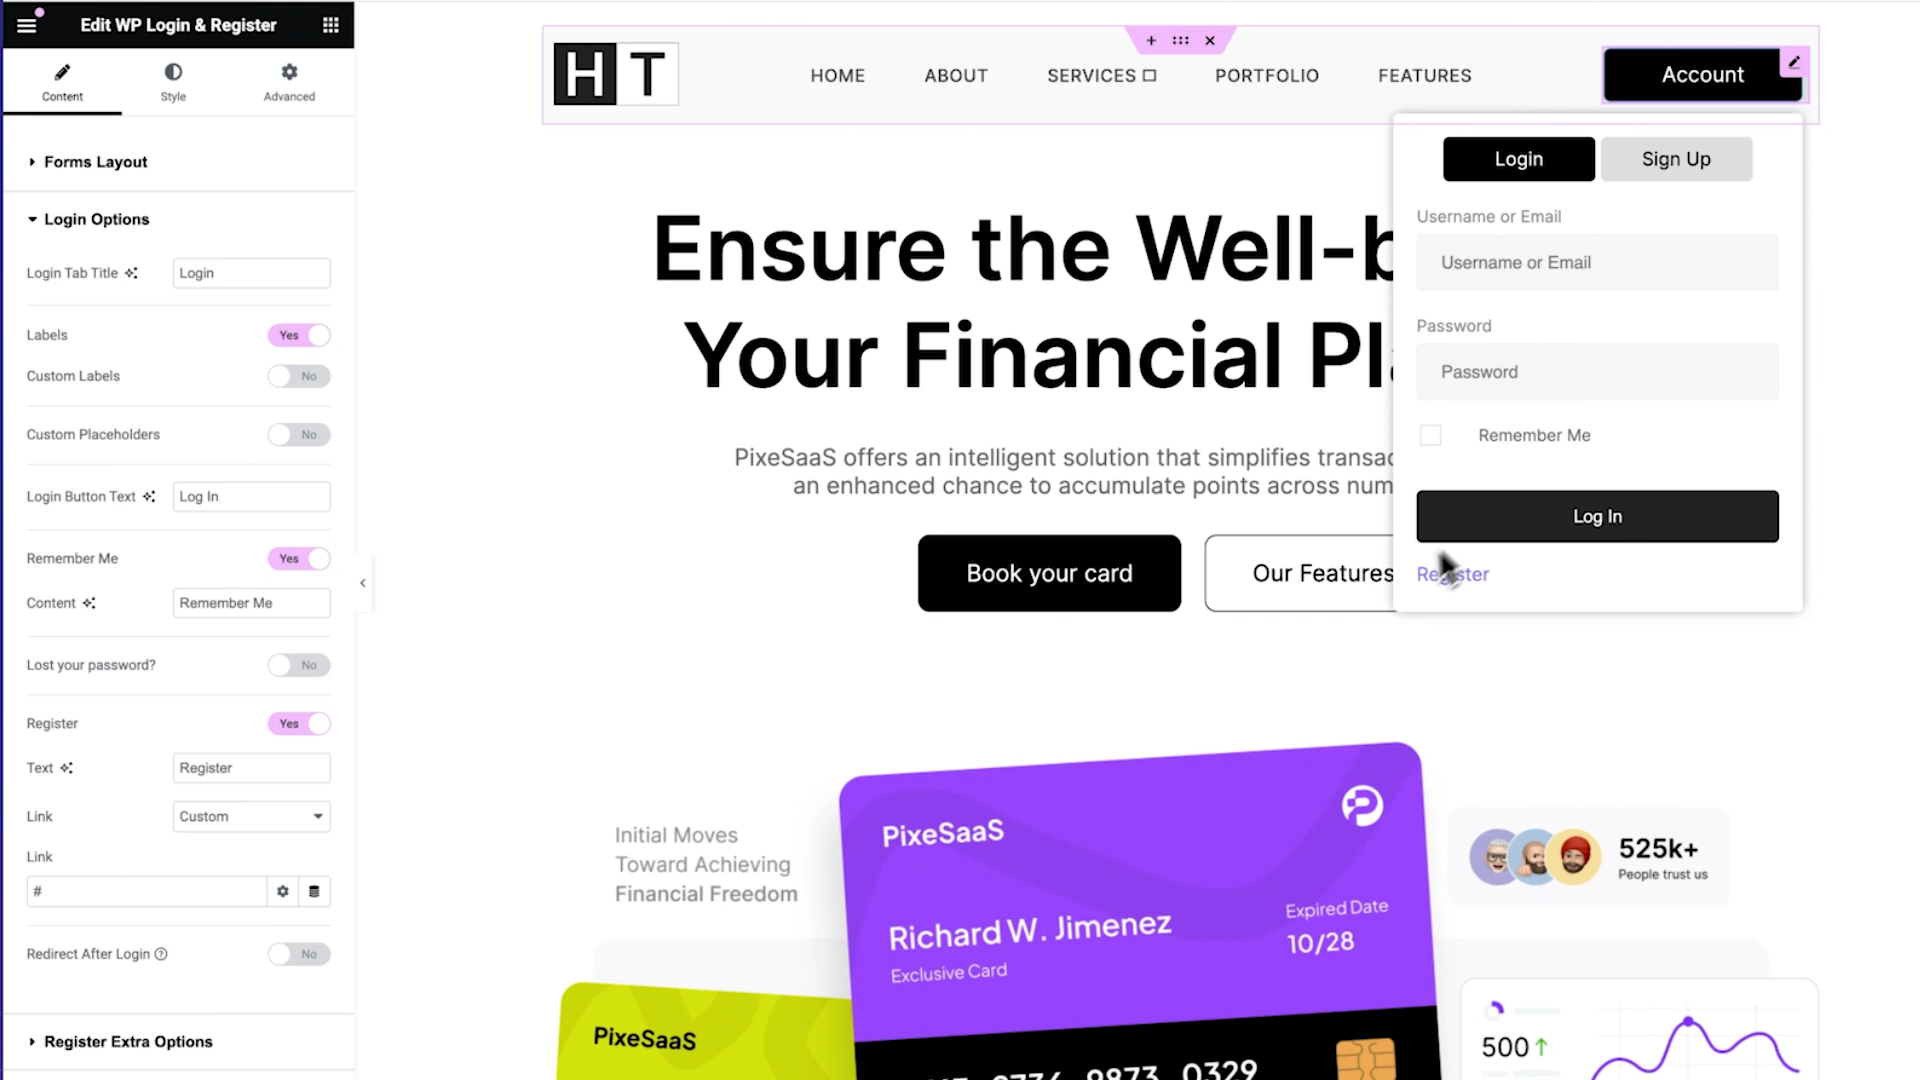 Edit WP Login & Register
Content
Style
Advanced
Forms Layout
Login Options
Login Tab Title
Login
Labels
Yes
Custom Labels
No
Custom Placeholders
No
Login Button Text
Log In
Remember Me
Yes
Content
Remember Me
Lost your password?
No
Register
Yes
Text
Register
Link
Custom
Link
#
Redirect After Login
No
Register Extra Options
H T
HOME
ABOUT
SERVICES
PORTFOLIO
FEATURES
Account
Login
Sign Up
Username or Email
Username or Email
Password
Password
Remember Me
Log In
Register
Ensure the Well-b
Your Financial Pl
PixeSaaS offers an intelligent solution that simplifies transac
an enhanced chance to accumulate points across num
Book your card
Our Features
Initial Moves
Toward Achieving
Financial Freedom
PixeSaaS
Richard W. Jimenez
Exclusive Card
Expired Date
10/28
9873 0329
PixeSaaS
525k+
People trust us
500